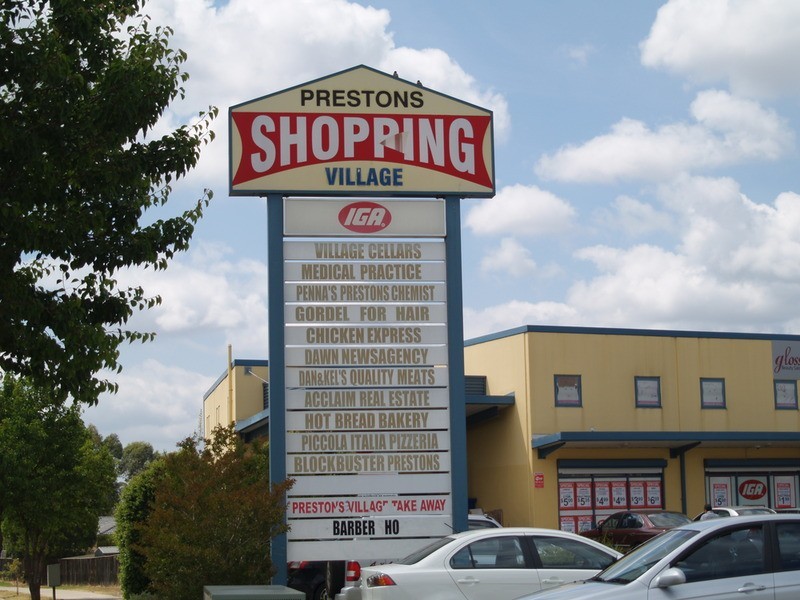 PRESTONS
SHOPPING
VILLAGE
IGA
VILLAGE CELLARS
MEDICAL PRACTICE
PENNA'S PRESTONS CHEMIST
GORDEL FOR HAIR
CHICKEN EXPRESS
DAWN NEWSAGENCY
DAN&KEL'S QUALITY MEATS
ACCLAIM REAL ESTATE
HOT BREAD BAKERY
PICCOLA ITALIA PIZZERIA
BLOCKBUSTER PRESTONS
PRESTON'S VILLAGE TAKE AWAY
BARBER HO
IGA